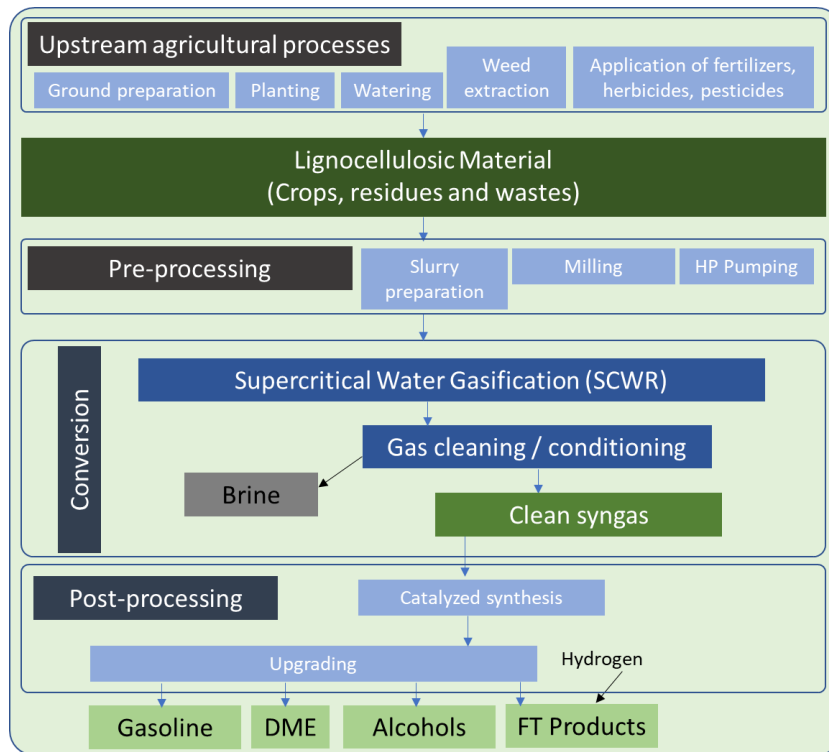 Upstream agricultural processes
Ground preparation
Planting
Watering
Weed
extraction
Application of fertilizers,
herbicides, pesticides
Lignocellulosic Material
(Crops, residues and wastes)
Pre-processing
Slurry
preparation
Milling
HP Pumping
Conversion
Supercritical Water Gasification (SCWR)
Gas cleaning / conditioning
Brine
Clean syngas
Post-processing
Catalyzed synthesis
Upgrading
Hydrogen
Gasoline
DME
Alcohols
FT Products